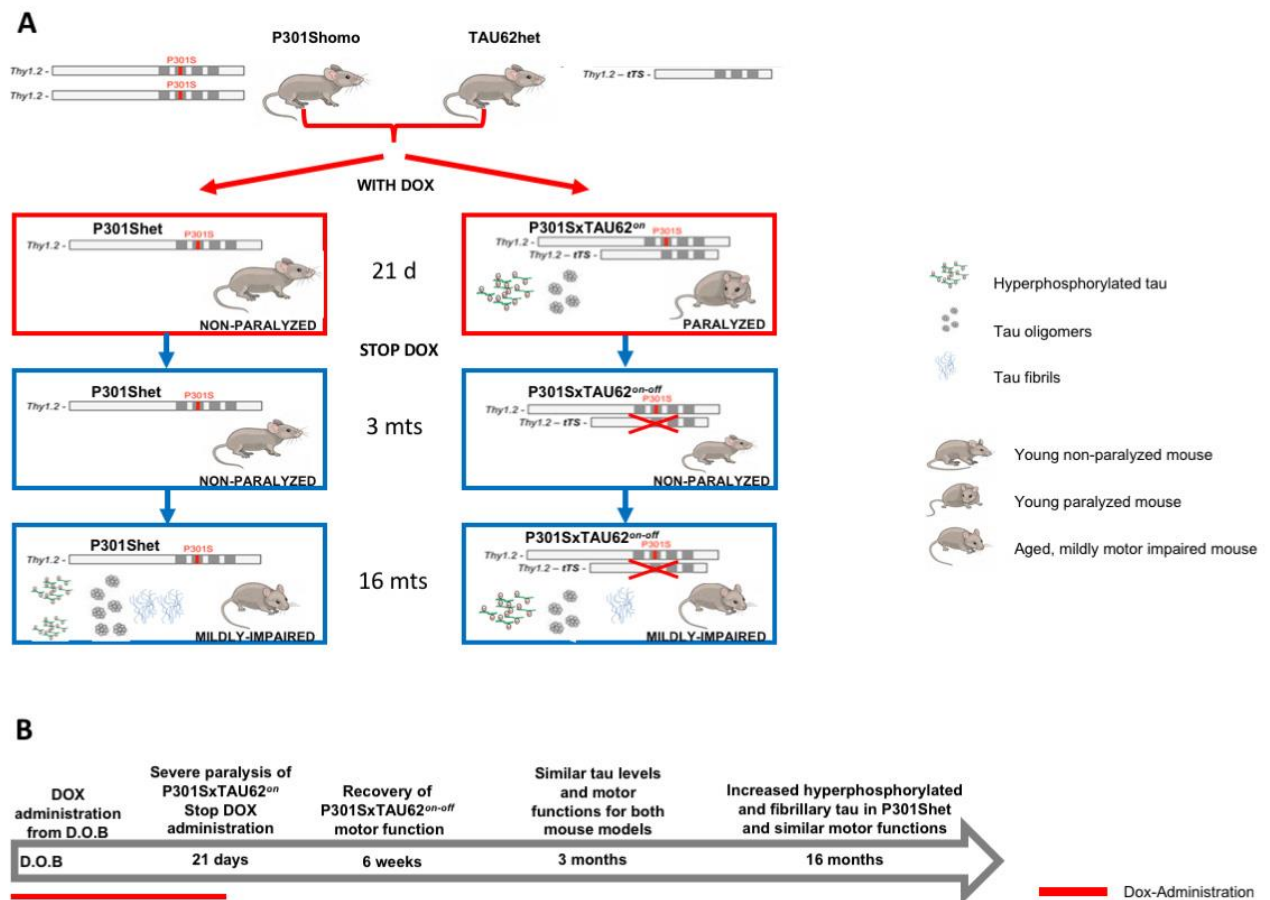 A
P301Shomo
TAU62het
P301S
Thy1.2 -
Thy1.2 – tTS -
P301S
Thy1.2 -
WITH DOX
P301Shet
P301S
Thy1.2 -
NON-PARALYZED
21 d
P301SxTAU62on
P301S
Thy1.2 -
Thy1.2 – tTS -
PARALYZED
STOP DOX
P301Shet
P301S
Thy1.2 -
NON-PARALYZED
3 mts
P301SxTAU62on-off
P301S
Thy1.2 -
Thy1.2 – tTS -
NON-PARALYZED
P301Shet
P301S
Thy1.2 -
MILDLY-IMPAIRED
16 mts
P301SxTAU62on-off
P301S
Thy1.2 -
Thy1.2 – tTS -
MILDLY-IMPAIRED
Hyperphosphorylated tau
Tau oligomers
Tau fibrils
Young non-paralyzed mouse
Young paralyzed mouse
Aged, mildly motor impaired mouse
B
DOX
administration
from D.O.B
Severe paralysis of
P301SxTAU62on
Stop DOX
administration
Recovery of
P301SxTAU62on-off
motor function
Similar tau levels
and motor
functions for both
mouse models
Increased hyperphosphorylated
and fibrillary tau in P301Shet
and similar motor functions
D.O.B
21 days
6 weeks
3 months
16 months
Dox-Administration